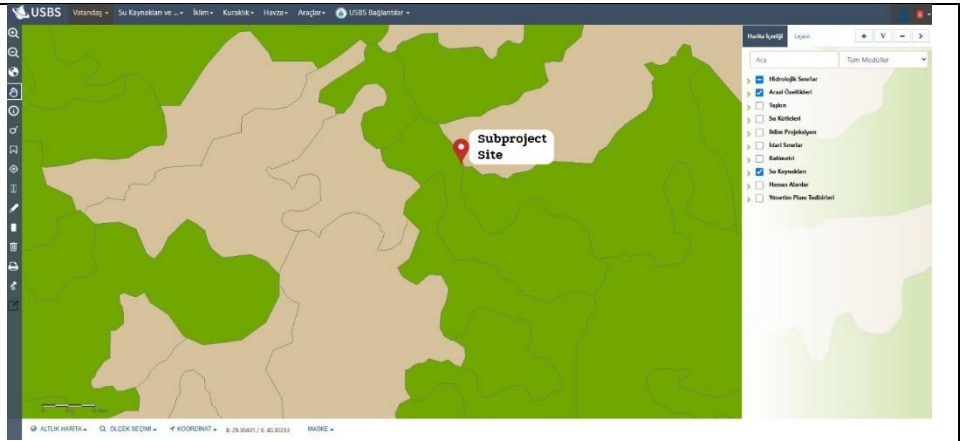 USBS Vatandaş Su Kaynakları ve ... İklim Kuraklık Havza Araçlar USBS Bağlantılar
Harita İçeriği Lejant + V − >
Ara Tüm Modüller
Hidrolojik Sınırlar
Arazi Özellikleri
Taşkın
Su Kütleleri
İklim Projeksiyon
İdari Sınırlar
Batimetri
Su Kaynakları
Hassas Alanlar
Yönetim Planı Tedbirleri
Subproject
Site
ALTLIK HARİTA ÖLÇEK SEÇİMİ KOORDİNAT MASKE